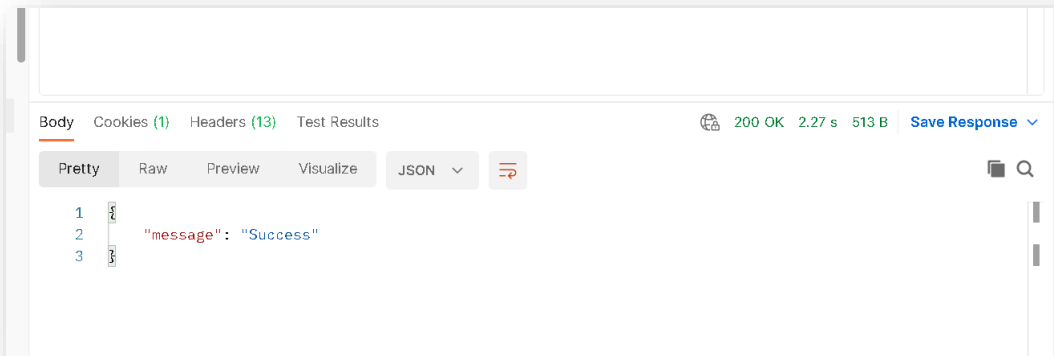 Body Cookies (1) Headers (13) Test Results 200 OK 2.27 s 513 B Save Response
Pretty Raw Preview Visualize JSON
1 {
2 "message": "Success"
3 }